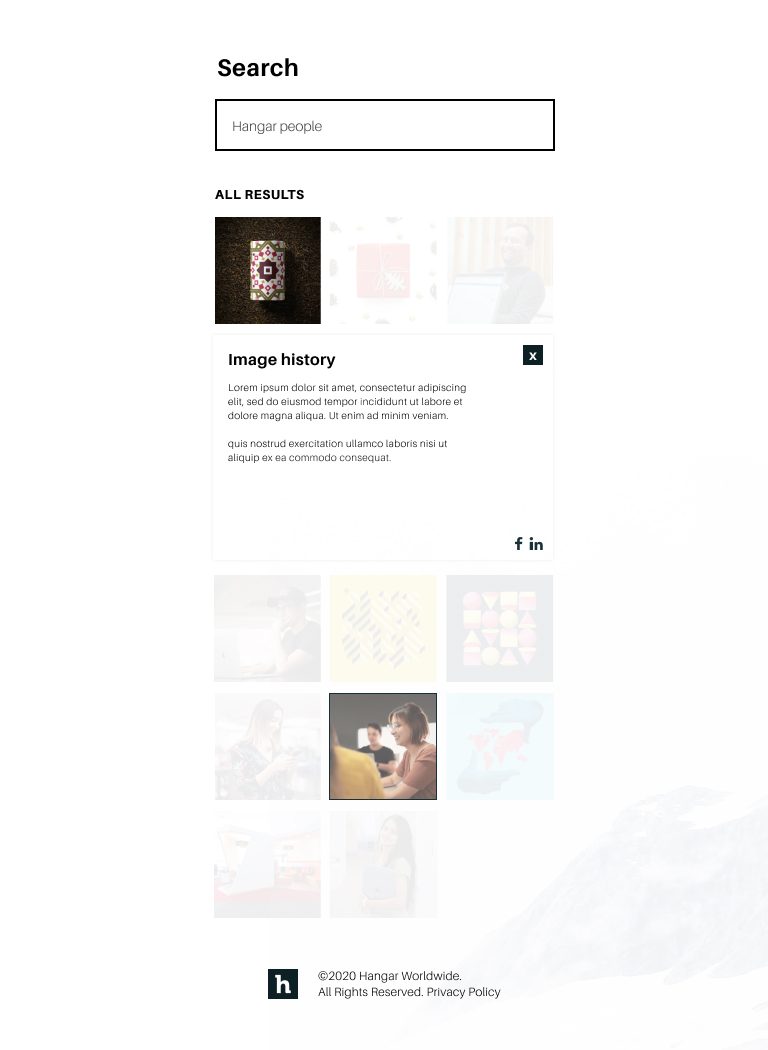 Search
Hangar people
ALL RESULTS
Image history
x
Lorem ipsum dolor sit amet, consectetur adipiscing
elit, sed do eiusmod tempor incididunt ut labore et
dolore magna aliqua. Ut enim ad minim veniam.
quis nostrud exercitation ullamco laboris nisi ut
aliquip ex ea commodo consequat.
f in
h
©2020 Hangar Worldwide.
All Rights Reserved. Privacy Policy